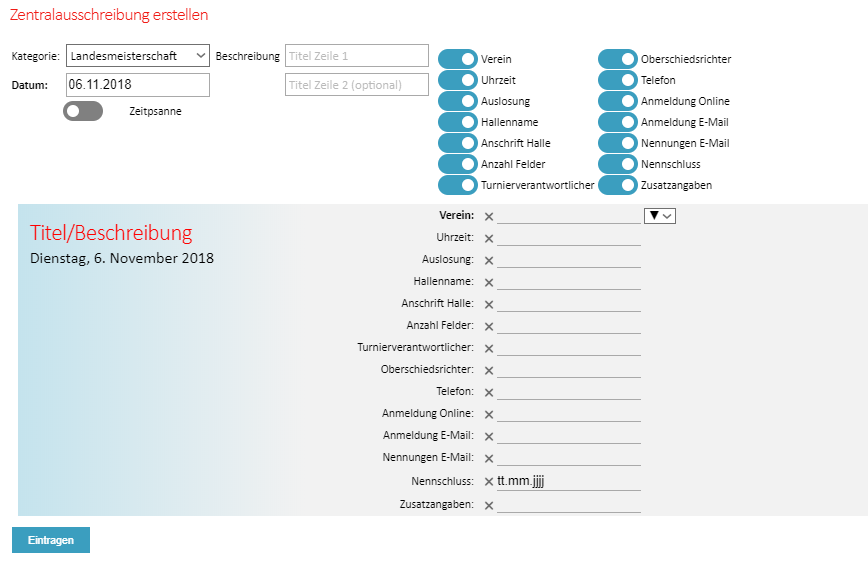 Zentralausschreibung erstellen
Kategorie: Landesmeisterschaft Beschreibung Titel Zeile 1
Datum: 06.11.2018 Titel Zeile 2 (optional)
Zeitpsanne
Verein Oberschiedsrichter
Uhrzeit Telefon
Auslosung Anmeldung Online
Hallenname Anmeldung E-Mail
Anschrift Halle Nennungen E-Mail
Anzahl Felder Nennschluss
Turnierverantwortlicher Zusatzangaben
Titel/Beschreibung
Dienstag, 6. November 2018
Verein:
Uhrzeit:
Auslosung:
Hallenname:
Anschrift Halle:
Anzahl Felder:
Turnierverantwortlicher:
Oberschiedsrichter:
Telefon:
Anmeldung Online:
Anmeldung E-Mail:
Nennungen E-Mail:
Nennschluss: tt.mm.jjjj
Zusatzangaben:
Eintragen